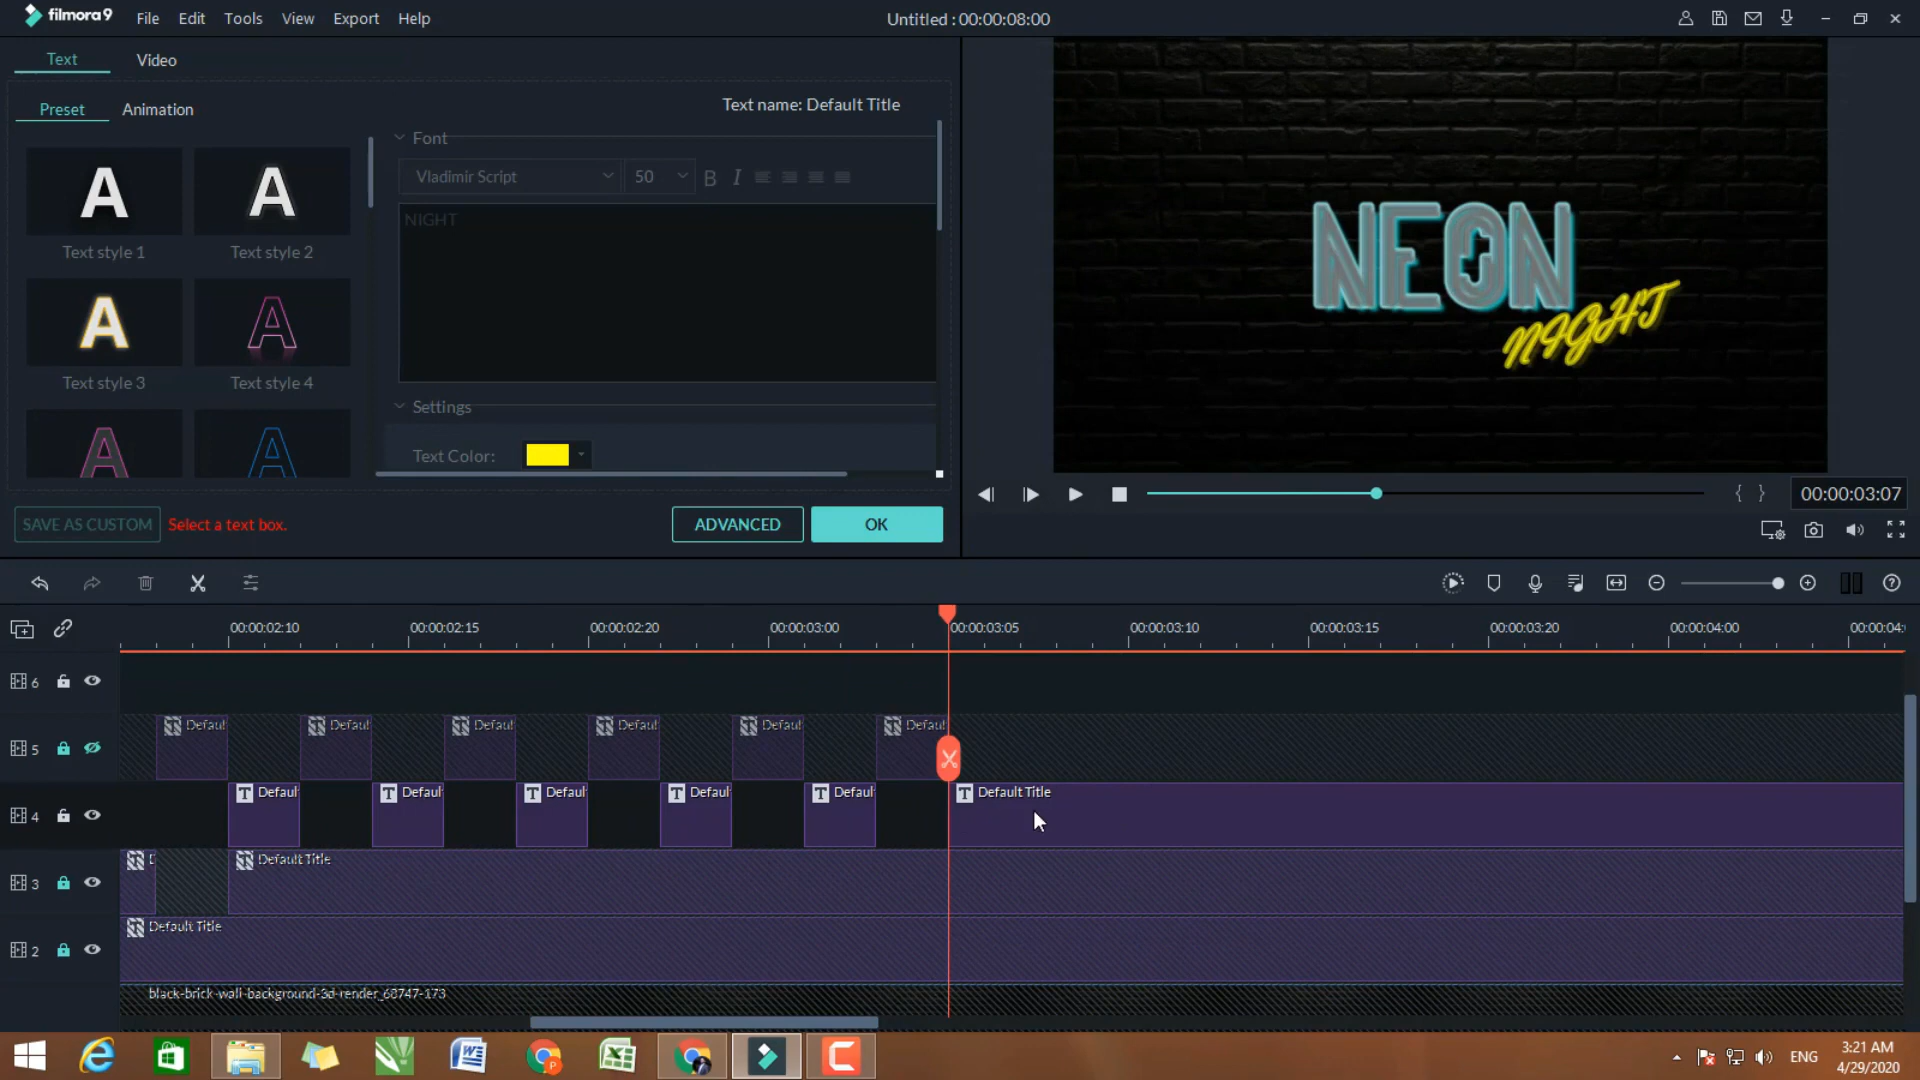 filmora9 File Edit Tools View Export Help Untitled : 00:00:08:00
Text Video
Preset Animation Text name: Default Title
Font
Vladimir Script 50 B I
NIGHT
A A
Text style 1 Text style 2
A A
Text style 3 Text style 4
A A
Settings
Text Color:
SAVE AS CUSTOM Select a text box. ADVANCED OK
NEON
NIGHT
{ } 00:00:03:07
00:00:02:10 00:00:02:15 00:00:02:20 00:00:03:00 00:00:03:05 00:00:03:10 00:00:03:15 00:00:03:20 00:00:04:00 00:00:04:
6
5 Defaul Defaul Defaul Defaul Defaul Defaul
4 T Defaul T Defaul T Defaul T Defaul T Defaul T Default Title
3 Default Title
2 Default Title
black-brick-wall-background-3d-render_68747-173
ENG 3:21 AM
4/29/2020